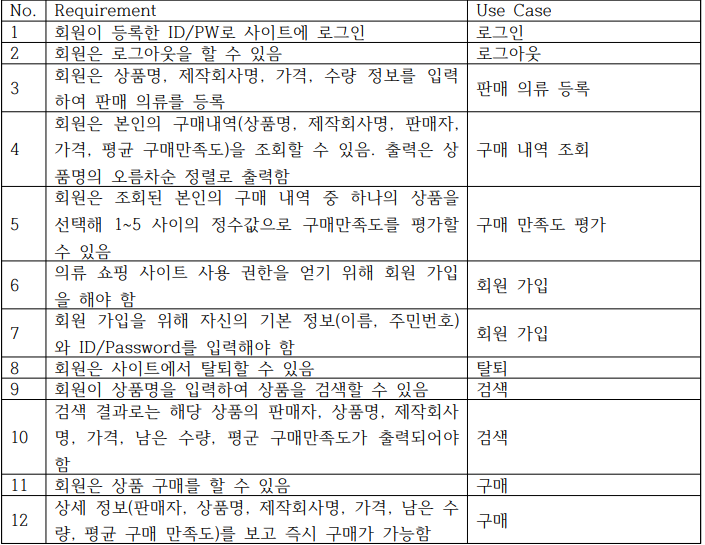 No. Requirement Use Case
1 회원이 등록한 ID/PW로 사이트에 로그인 로그인
2 회원은 로그아웃을 할 수 있음 로그아웃
3 회원은 상품명, 제작회사명, 가격, 수량 정보를 입력
하여 판매 의류를 등록 판매 의류 등록
4 회원은 본인의 구매내역(상품명, 제작회사명, 판매자,
가격, 평균 구매만족도)을 조회할 수 있음. 출력은 상
품명의 오름차순 정렬로 출력함 구매 내역 조회
5 회원은 조회된 본인의 구매 내역 중 하나의 상품을
선택해 1~5 사이의 정수값으로 구매만족도를 평가할
수 있음 구매 만족도 평가
6 의류 쇼핑 사이트 사용 권한을 얻기 위해 회원 가입
을 해야 함 회원 가입
7 회원 가입을 위해 자신의 기본 정보(이름, 주민번호)
와 ID/Password를 입력해야 함 회원 가입
8 회원은 사이트에서 탈퇴할 수 있음 탈퇴
9 회원이 상품명을 입력하여 상품을 검색할 수 있음 검색
10 검색 결과로는 해당 상품의 판매자, 상품명, 제작회사
명, 가격, 남은 수량, 평군 구매만족도가 출력되어야
함 검색
11 회원은 상품 구매를 할 수 있음 구매
12 상세 정보(판매자, 상품명, 제작회사명, 가격, 남은 수
량, 평균 구매 만족도)를 보고 즉시 구매가 가능함 구매